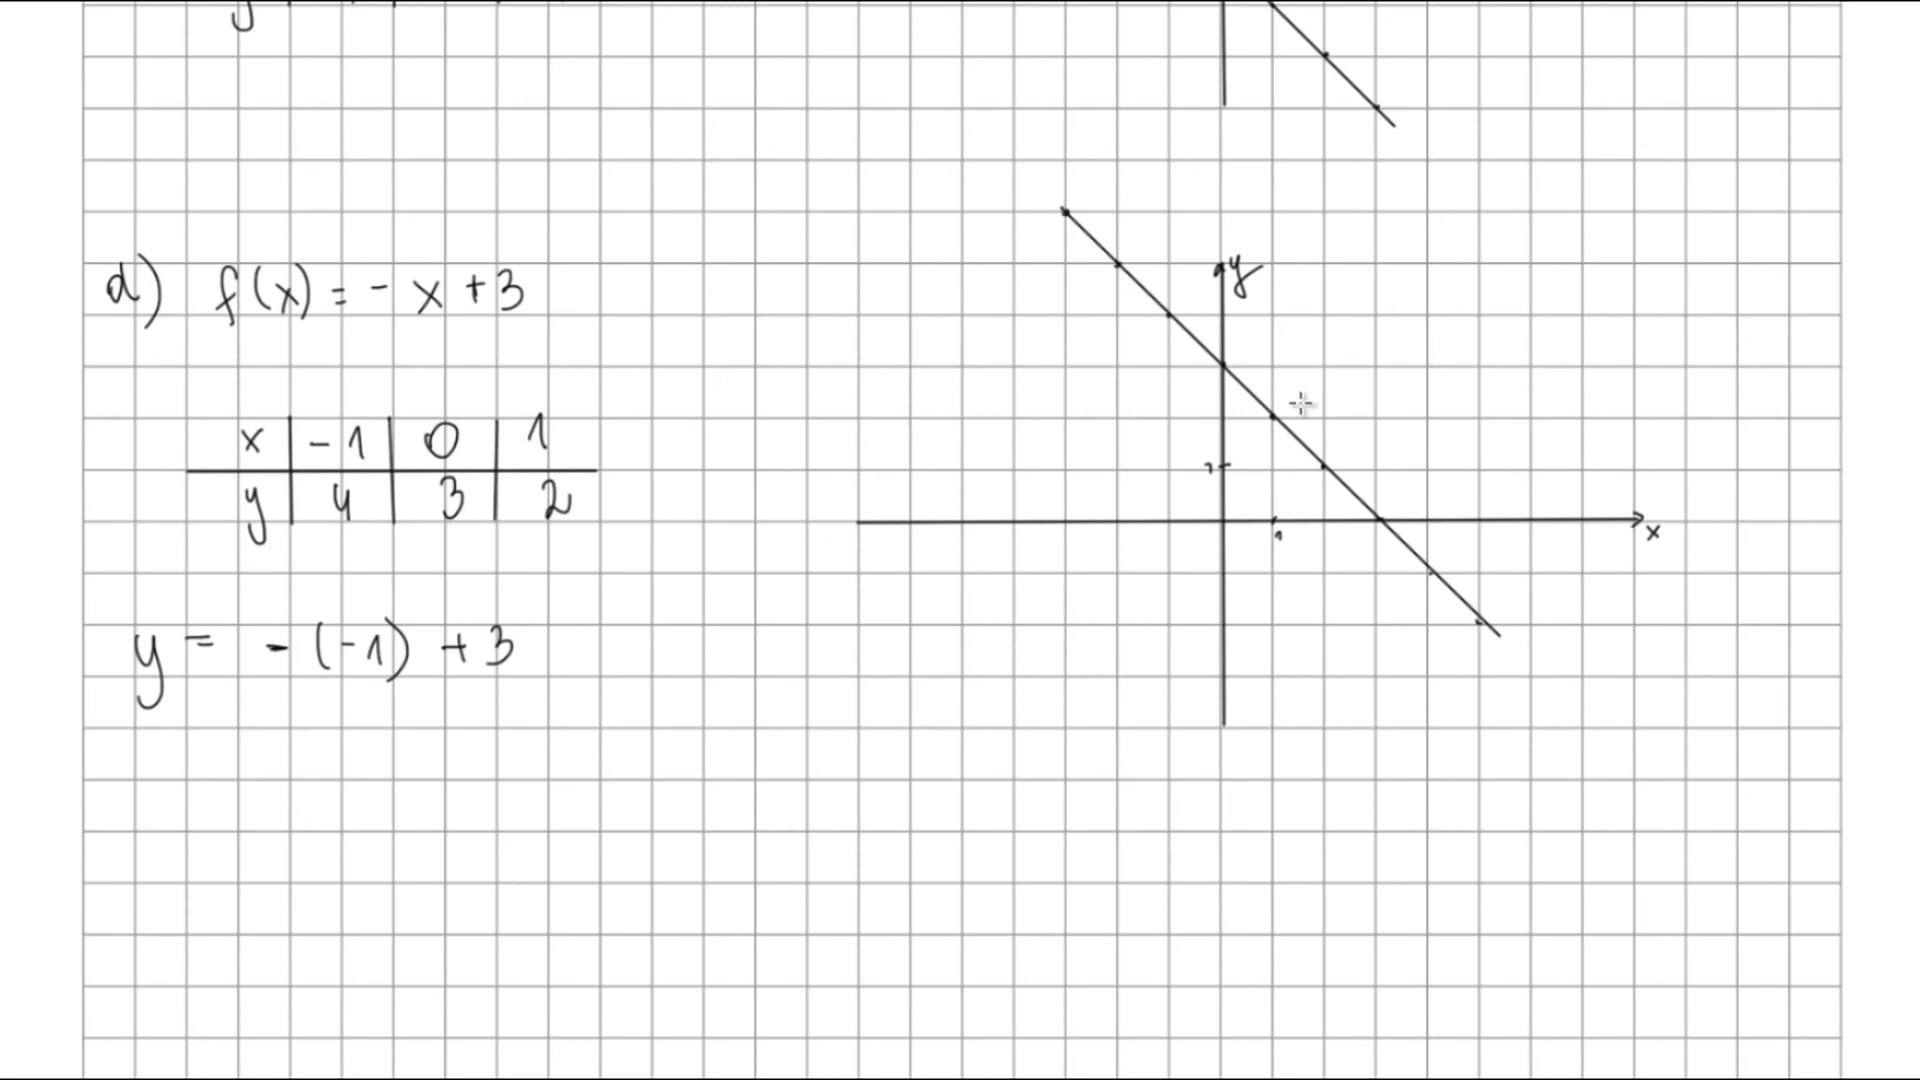 d) f(x) = - x + 3
y
x -1 0 1
y 4 3 2
1
1
x
y = - (-1) + 3